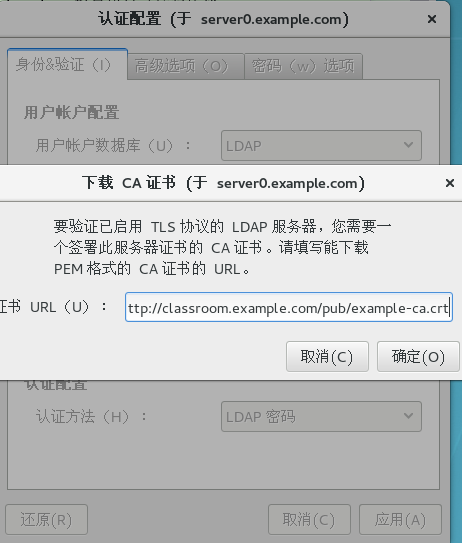 认证配置 (于 server0.example.com)
身份&验证（I） 高级选项（O） 密码（w）选项
用户帐户配置
用户帐户数据库（U）： LDAP
下载 CA 证书 (于 server0.example.com)
要验证已启用 TLS 协议的 LDAP 服务器，您需要一
个签署此服务器证书的 CA 证书。请填写能下载
PEM 格式的 CA 证书的 URL。
证书 URL（U）： ttp://classroom.example.com/pub/example-ca.crt
取消(C) 确定(O)
认证配置
认证方法（H）： LDAP 密码
还原(R) 取消(C) 应用(A)